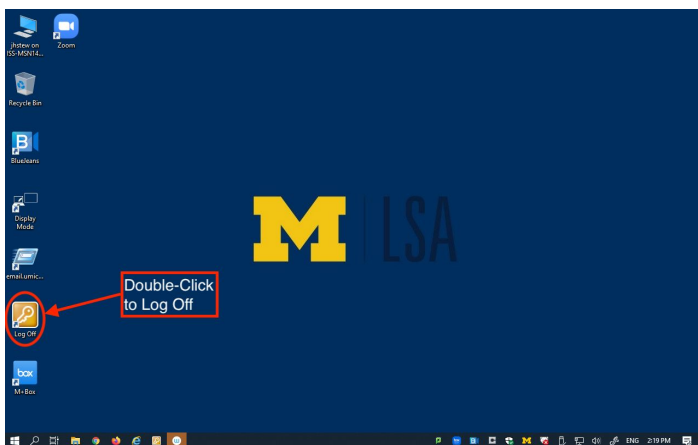 jhstew on
ISS-MSN14...
Zoom
Recycle Bin
BlueJeans
Display
Mode
email.umic...
Log Off
box
M+Box
Double-Click
to Log Off
M LSA
ENG 2:19 PM